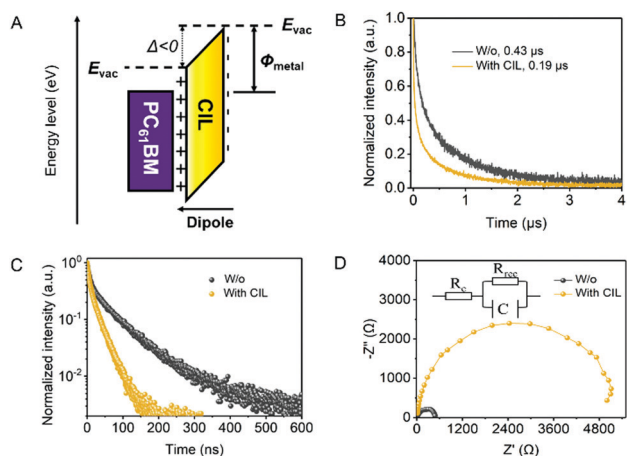 A
Energy level (eV)
E_vac
Δ<0
E_vac
Φ_metal
PC₆₁BM
CIL
+ + + + + + + +
- - - - - - -
Dipole
B
Normalized intensity (a.u.)
1.0
0.8
0.6
0.4
0.2
0.0
W/o, 0.43 μs
With CIL, 0.19 μs
0 1 2 3 4
Time (μs)
C
Normalized intensity (a.u.)
10⁰
10⁻¹
10⁻²
W/o
With CIL
0 100 200 300 400 500 600
Time (ns)
D
-Z'' (Ω)
-4000
3000
2000
1000
0
R_c
R_rec
C
W/o
With CIL
0 1200 2400 3600 4800
Z' (Ω)